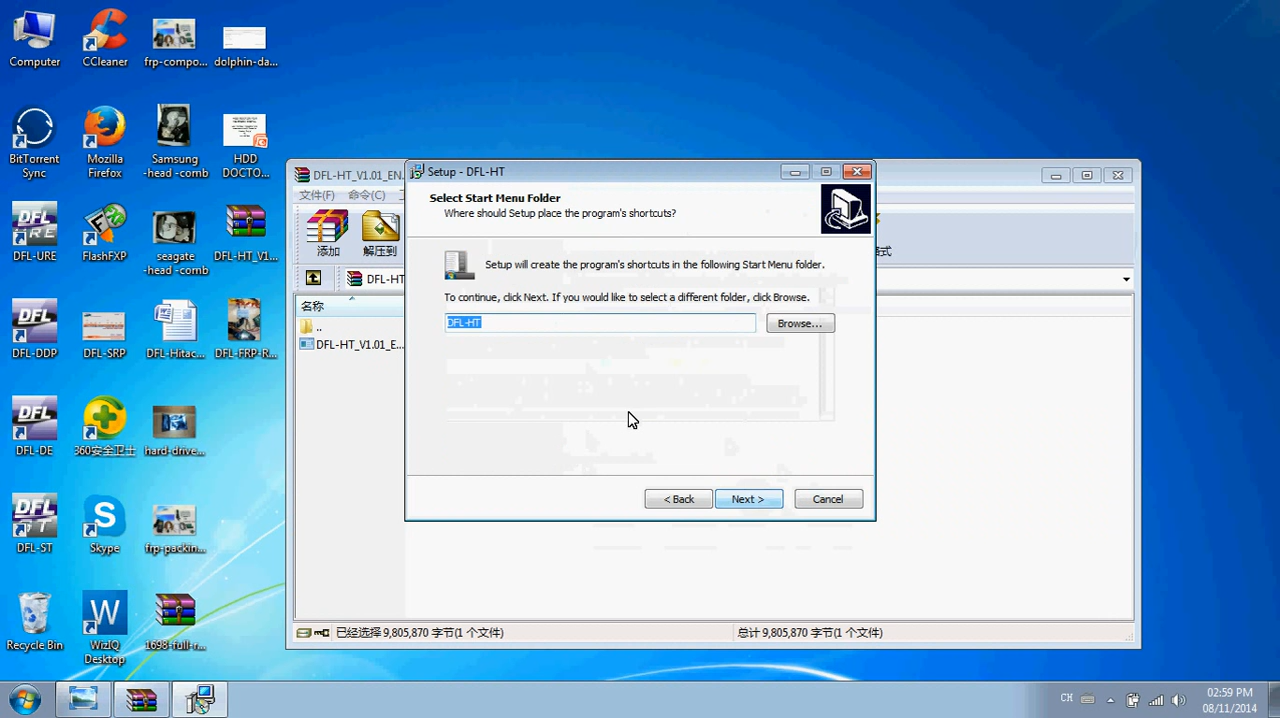 Computer
CCleaner
frp-compo...
dolphin-da...
BitTorrent
Sync
Mozilla
Firefox
Samsung
-head -comb
HDD
DOCTO...
DFL-URE
FlashFXP
seagate
-head -comb
DFL-HT_V1...
DFL-DDP
DFL-SRP
DFL-Hitac...
DFL-FRP-R...
DFL-DE
360安全卫士
hard-drive...
DFL-ST
Skype
frp-packin...
Recycle Bin
WizIQ
Desktop
1698-full-r...
DFL-HT_V1.01_EN.
文件(F)
命令(C)
添加
解压到
DFL-HT
名称
..
DFL-HT_V1.01_E...
已经选择 9,805,870 字节(1 个文件)
总计 9,805,870 字节(1 个文件)
Setup - DFL-HT
Select Start Menu Folder
Where should Setup place the program's shortcuts?
Setup will create the program's shortcuts in the following Start Menu folder.
To continue, click Next. If you would like to select a different folder, click Browse.
DFL-HT
Browse...
< Back
Next >
Cancel
CH
02:59 PM
08/11/2014